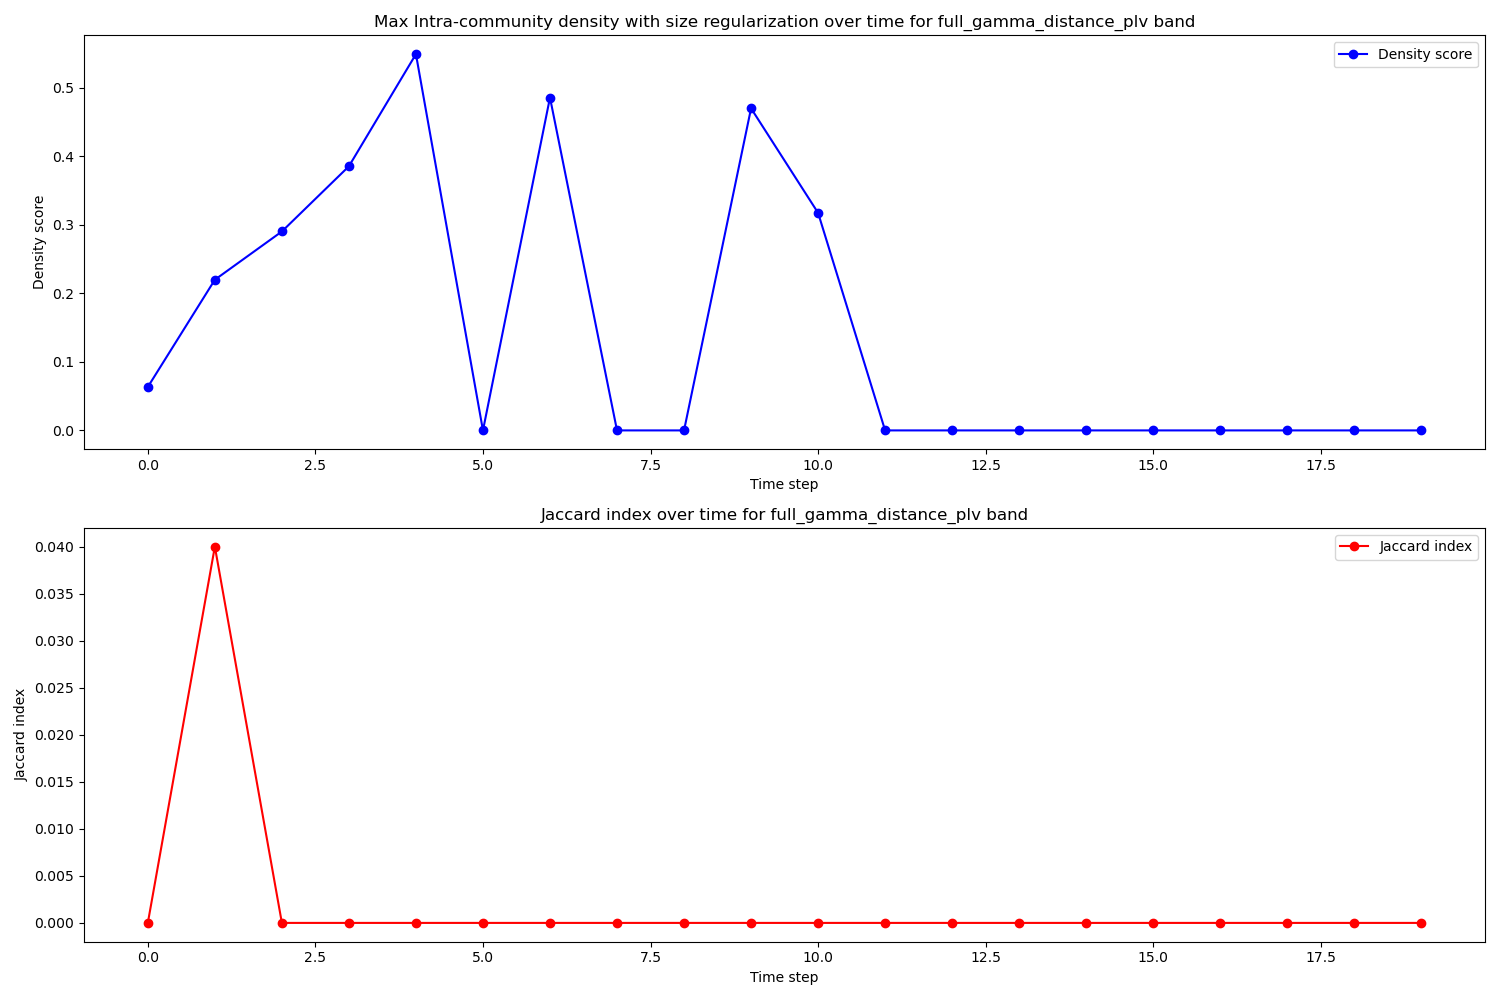 Max Intra-community density with size regularization over time for full_gamma_distance_plv band
Density score
0.5
0.4
0.3
0.2
0.1
0.0
Density score
0.0 2.5 5.0 7.5 10.0 12.5 15.0 17.5
Time step
Jaccard index over time for full_gamma_distance_plv band
Jaccard index
0.040
0.035
0.030
0.025
0.020
0.015
0.010
0.005
0.000
Jaccard index
0.0 2.5 5.0 7.5 10.0 12.5 15.0 17.5
Time step